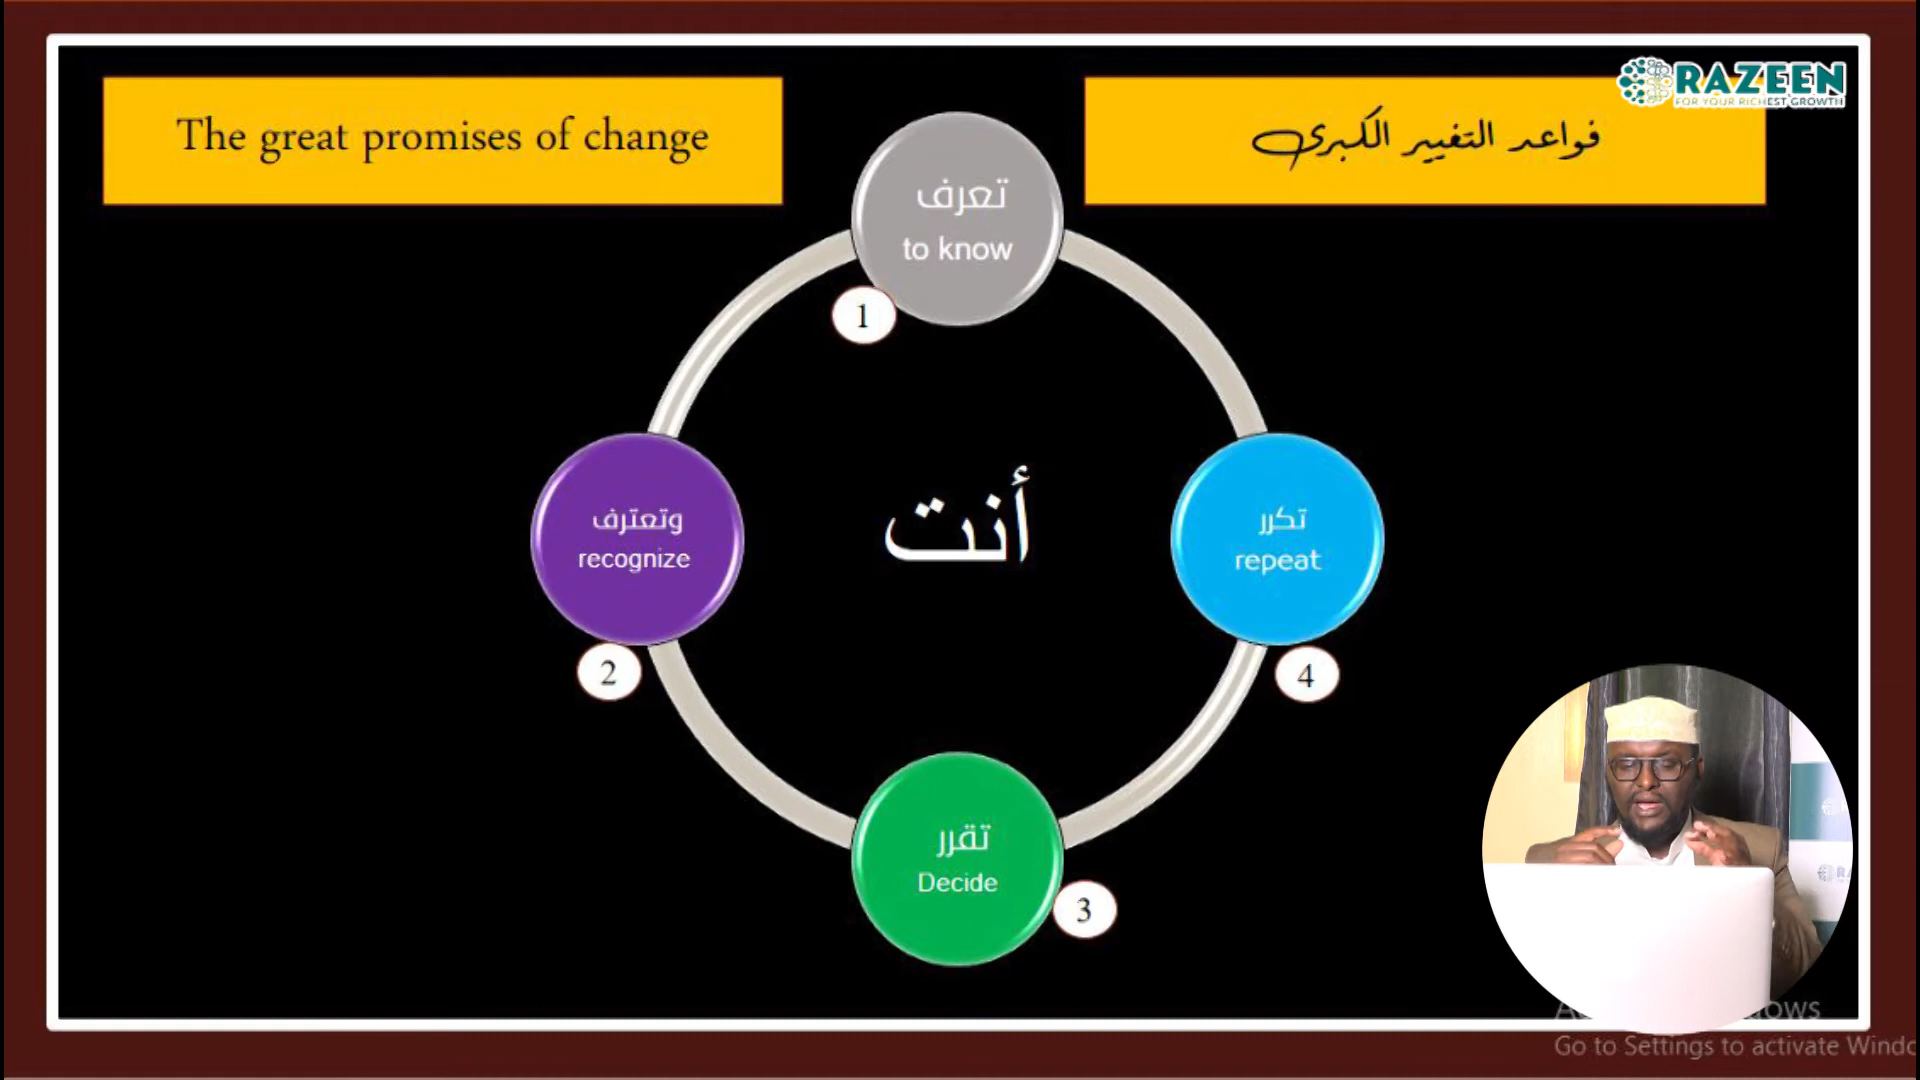 The great promises of change
قواعد التغيير الكبرى
RAZEEN
FOR YOUR RICHEST GROWTH
تعرف
to know
1
وتعترف
recognize
2
أنت
تكرر
repeat
4
تقرر
Decide
3
Go to Settings to activate Windo